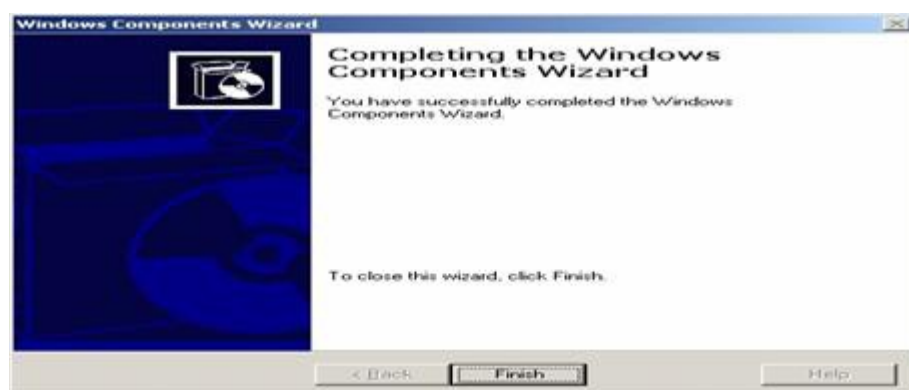 Windows Components Wizard
Completing the Windows
Components Wizard
You have successfully completed the Windows
Components Wizard.
To close this wizard, click Finish.
< Back
Finish
Help